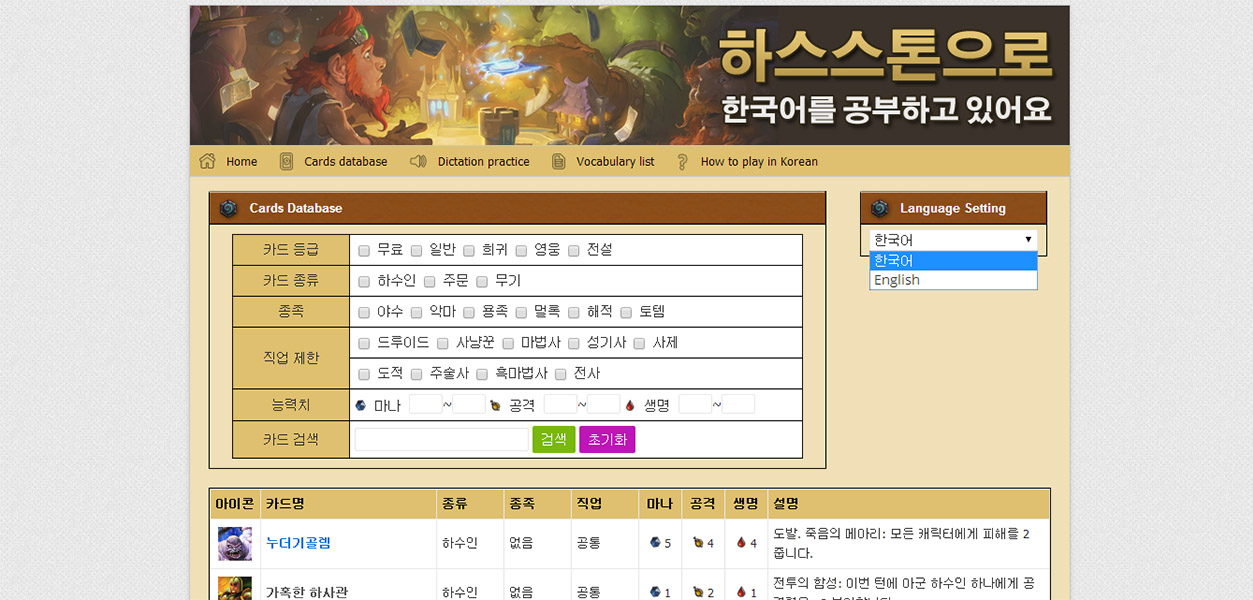 하스스톤으로
한국어를 공부하고 있어요
Home Cards database Dictation practice Vocabulary list How to play in Korean
Cards Database
카드 등급 무료 일반 희귀 영웅 전설
카드 종류 하수인 주문 무기
종족 야수 악마 용족 멀록 해적 토템
직업 제한 드루이드 사냥꾼 마법사 성기사 사제
도적 주술사 흑마법사 전사
능력치 마나 ~ 공격 ~ 생명 ~
카드 검색 검색 초기화
Language Setting
한국어
한국어
English
아이콘 카드명 종류 종족 직업 마나 공격 생명 설명
누더기골렘 하수인 없음 공통 5 4 4 도발. 죽음의 메아리: 모든 캐릭터에게 피해를 2
줍니다.
가혹한 하사관 하수인 없음 공통 1 2 1 전투의 함성: 이번 턴에 아군 하수인 하나에게 공